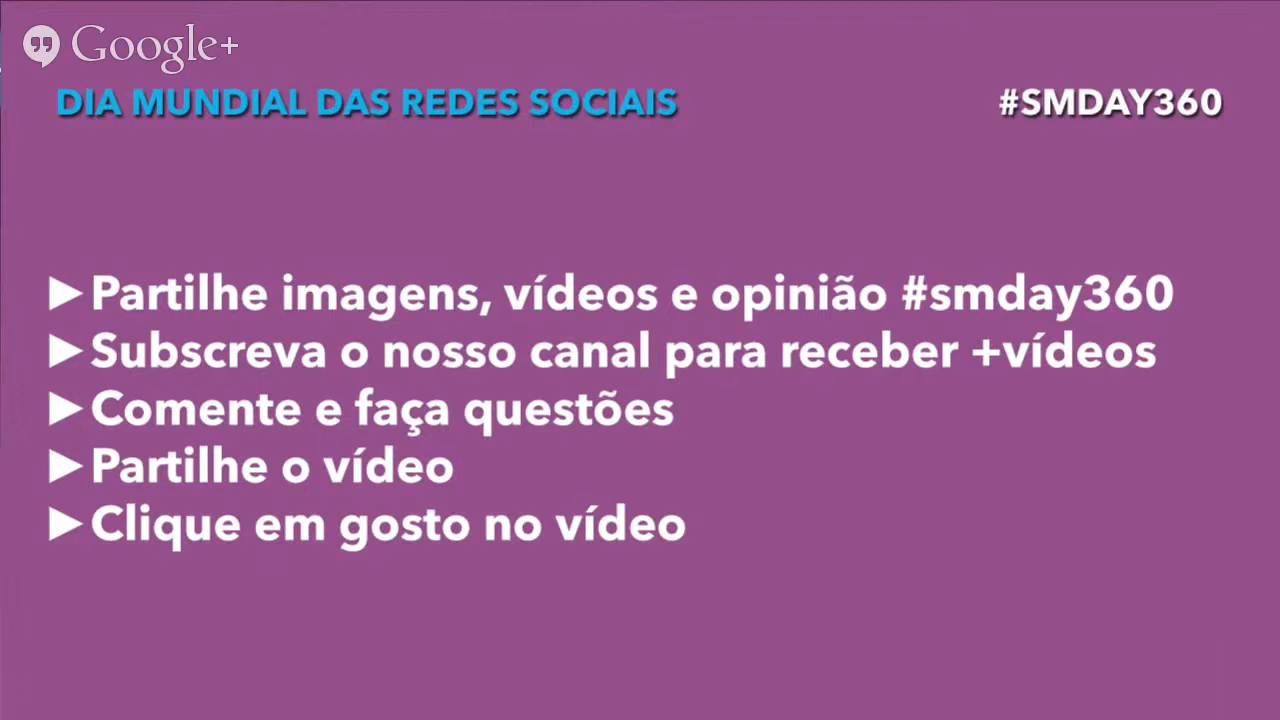 Google+
DIA MUNDIAL DAS REDES SOCIAIS
#SMDAY360
►Partilhe imagens, vídeos e opinião #smday360
►Subscreva o nosso canal para receber +vídeos
►Comente e faça questões
►Partilhe o vídeo
►Clique em gosto no vídeo